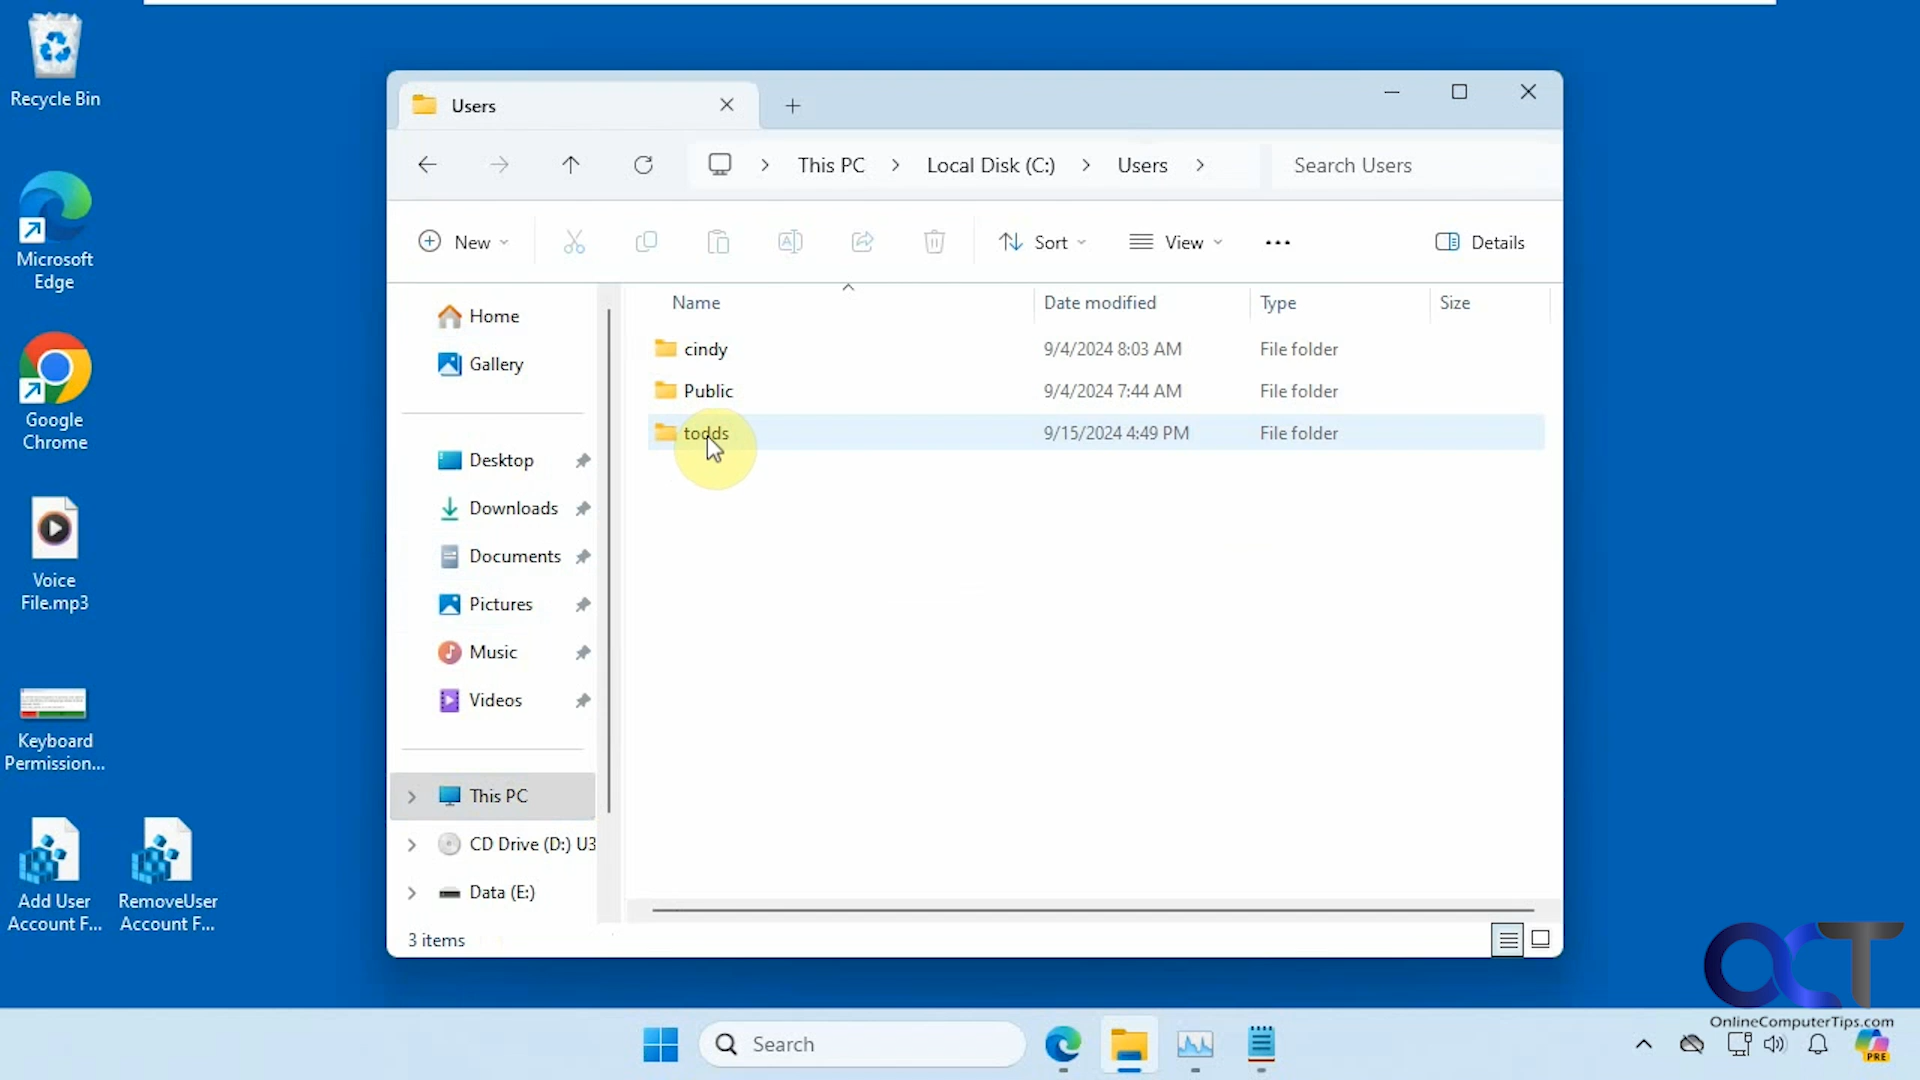 Recycle Bin
Microsoft
Edge
Google
Chrome
Voice
File.mp3
Keyboard
Permission...
Add User
Account F...
RemoveUser
Account F...
Users
This PC
Local Disk (C:)
Users
Search Users
New
Sort
View
Details
Home
Gallery
Desktop
Downloads
Documents
Pictures
Music
Videos
This PC
CD Drive (D:) U3
Data (E:)
Name Date modified Type Size
cindy 9/4/2024 8:03 AM File folder
Public 9/4/2024 7:44 AM File folder
todds 9/15/2024 4:49 PM File folder
3 items
OCT
OnlineComputerTips.com
Search
PRE